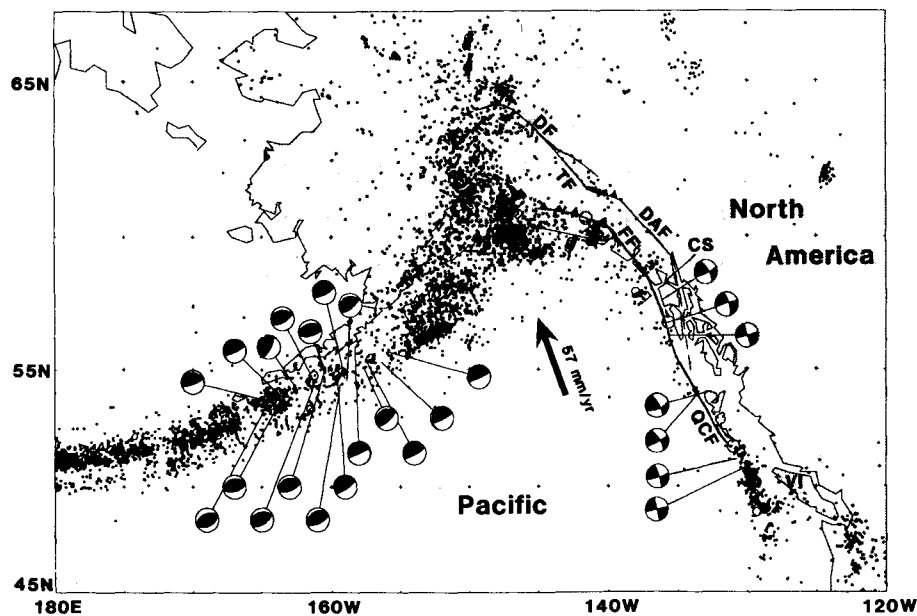 65N
DF
TF
DAF
North
America
FF
CS
57 mm/yr
55N
QCF
VI
Pacific
45N
180E
160W
140W
120W